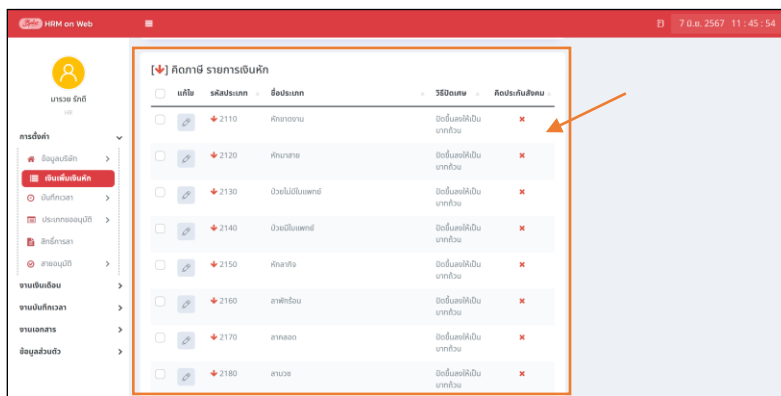 HRM on Web
7 มิ.ย. 2567 11 : 45 : 54
มารวย รักดี
การตั้งค่า
ข้อมูลบริษัท
เงินเพิ่มเงินหัก
บันทึกเวลา
ประเภทขออนุมัติ
สิทธิ์การลา
สายอนุมัติ
งานเงินเดือน
งานบันทึกเวลา
งานเอกสาร
ข้อมูลส่วนตัว
[↓] คิดภาษี รายการเงินหัก
แก้ไข รหัสประเภท ชื่อประเภท วิธีปัดเศษ คิดประกันสังคม
2110 หักขาดงาน ปัดขึ้นลงให้เป็น
บาทถ้วน
2120 หักมาสาย ปัดขึ้นลงให้เป็น
บาทถ้วน
2130 ป่วยไม่มีใบแพทย์ ปัดขึ้นลงให้เป็น
บาทถ้วน
2140 ป่วยมีใบแพทย์ ปัดขึ้นลงให้เป็น
บาทถ้วน
2150 หักลากิจ ปัดขึ้นลงให้เป็น
บาทถ้วน
2160 ลาพักร้อน ปัดขึ้นลงให้เป็น
บาทถ้วน
2170 ลาคลอด ปัดขึ้นลงให้เป็น
บาทถ้วน
2180 ลาบวช ปัดขึ้นลงให้เป็น
บาทถ้วน